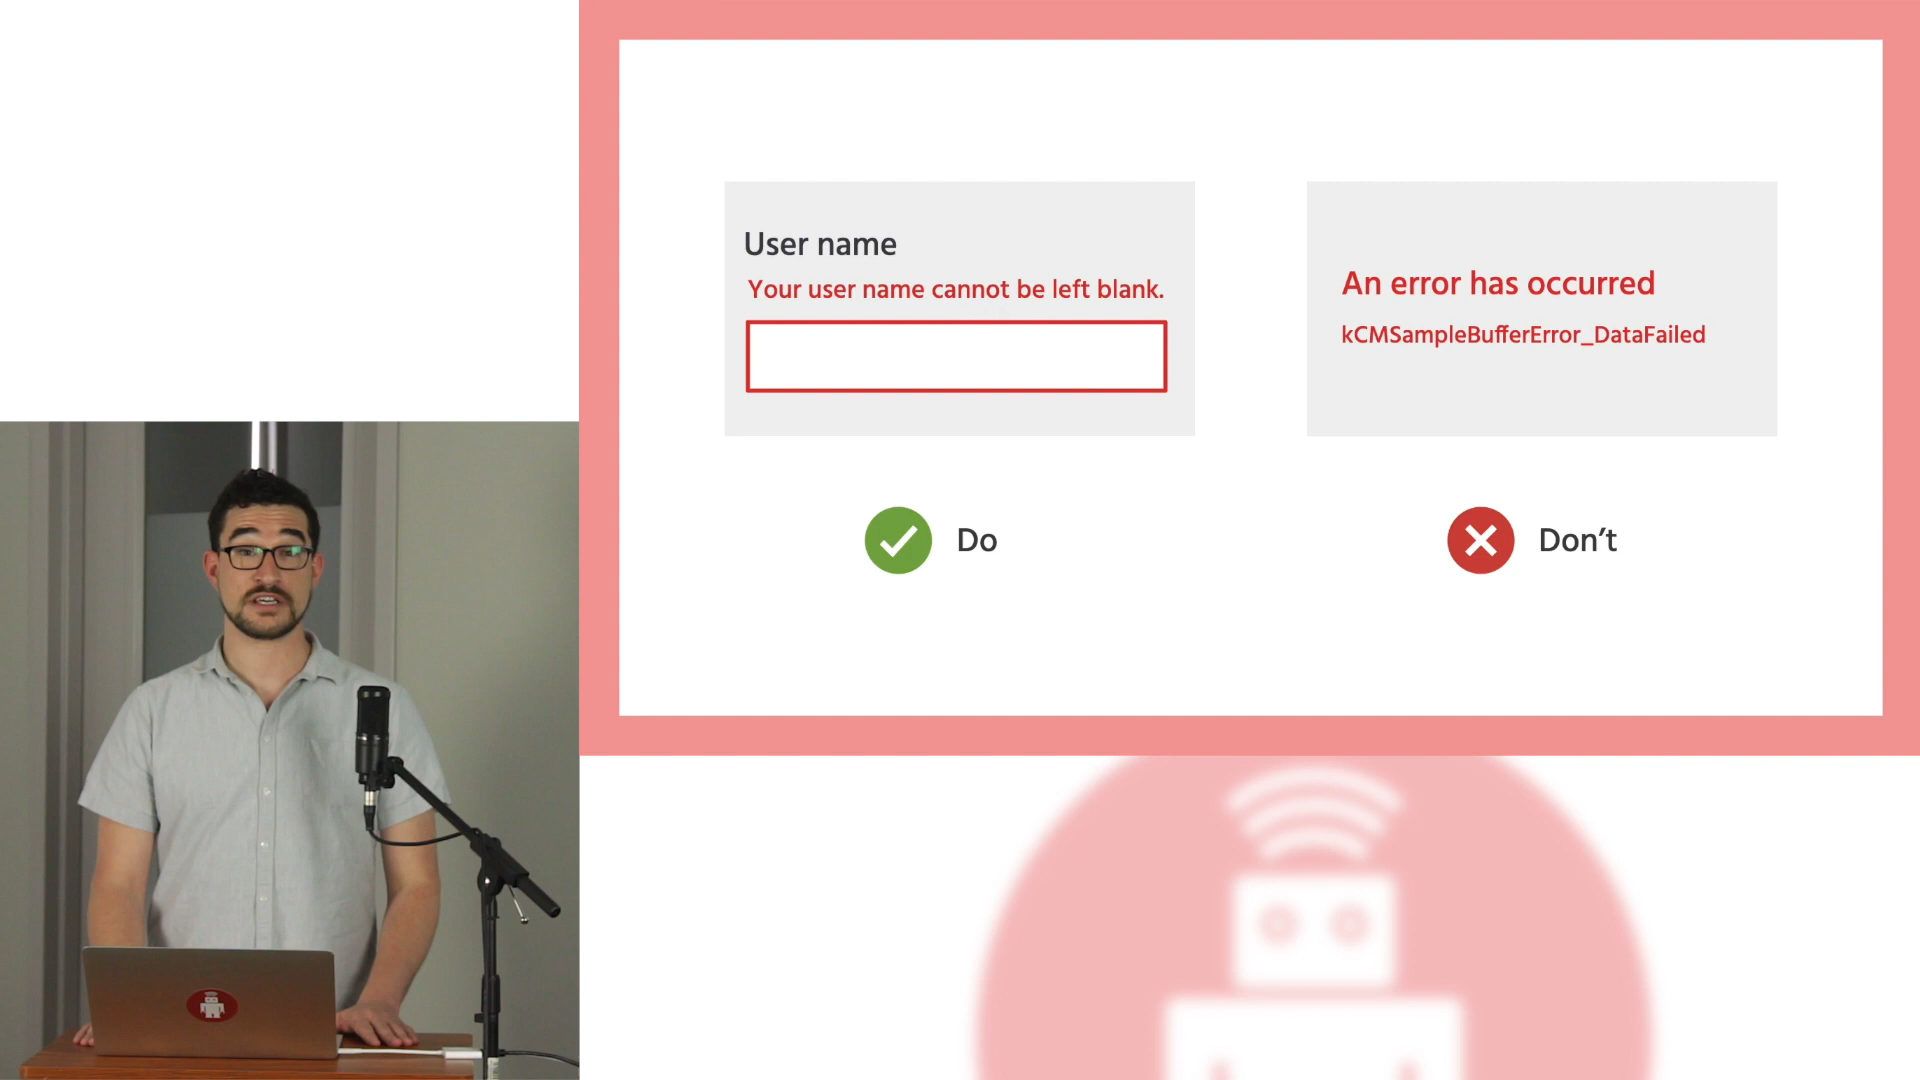 User name
Your user name cannot be left blank.
An error has occurred
kCMSampleBufferError_DataFailed
Do
Don't